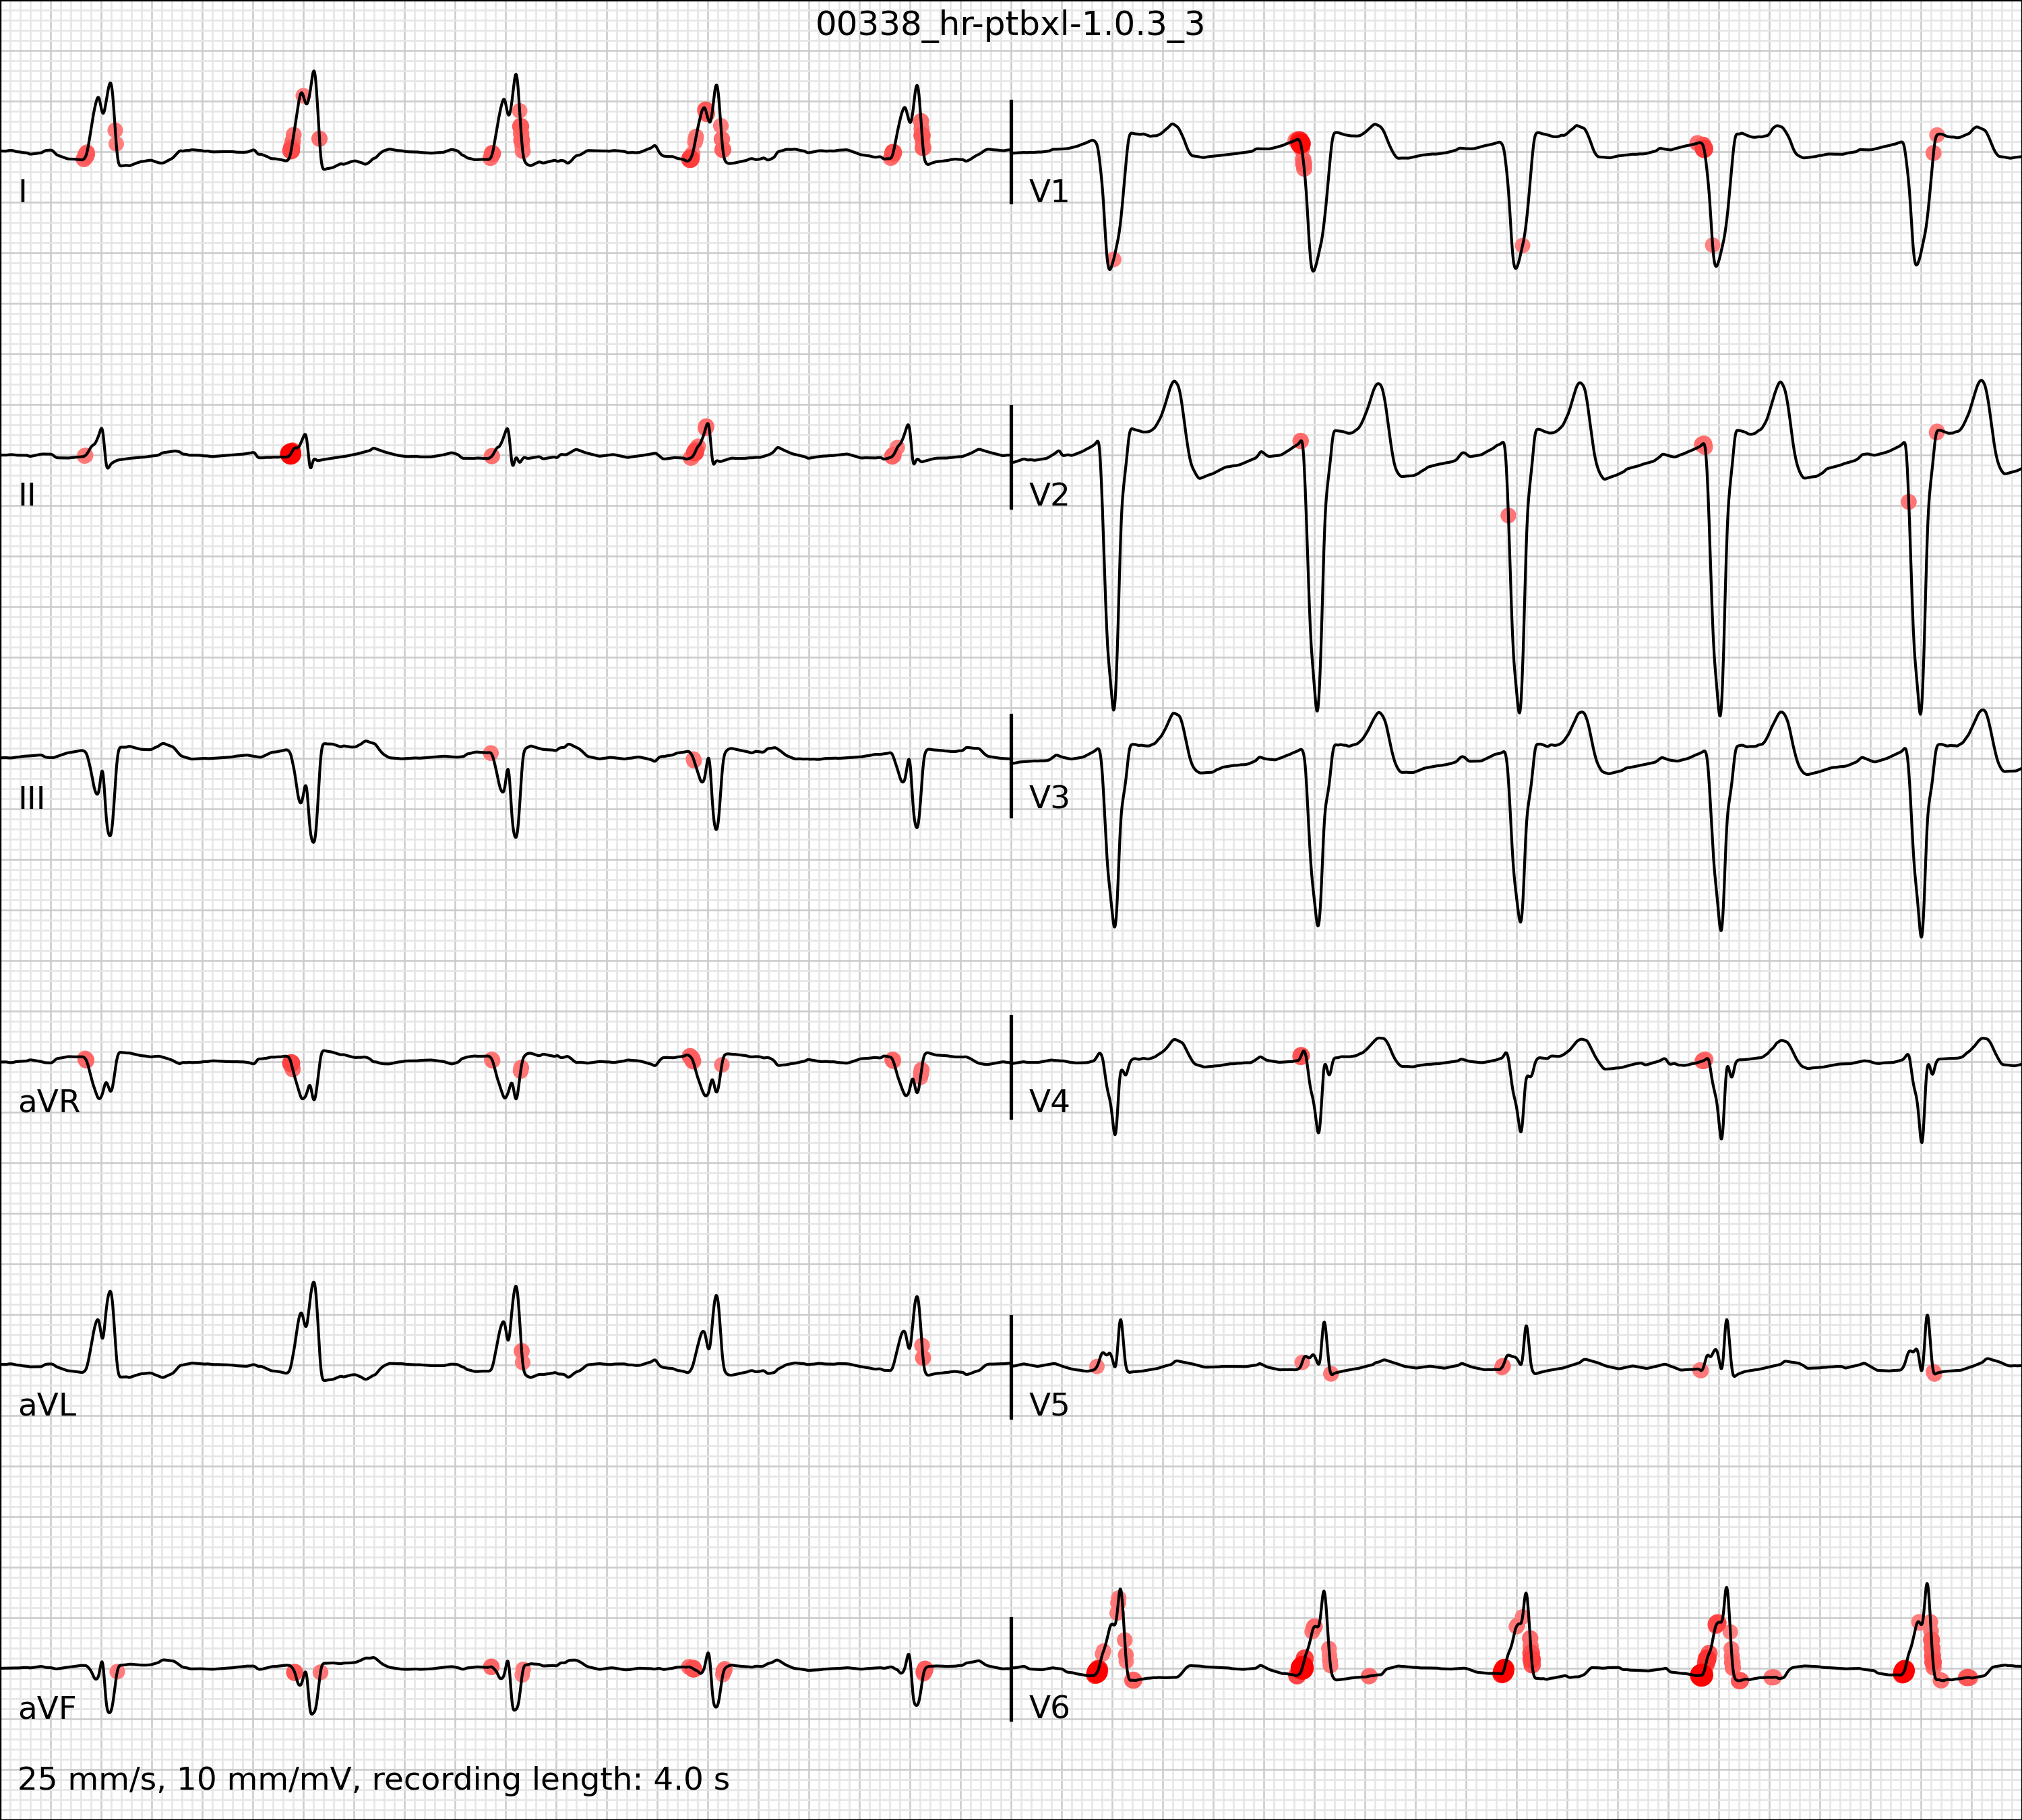 00338_hr-ptbxl-1.0.3_3
I
V1
II
V2
III
V3
aVR
V4
aVL
V5
aVF
V6
25 mm/s, 10 mm/mV, recording length: 4.0 s